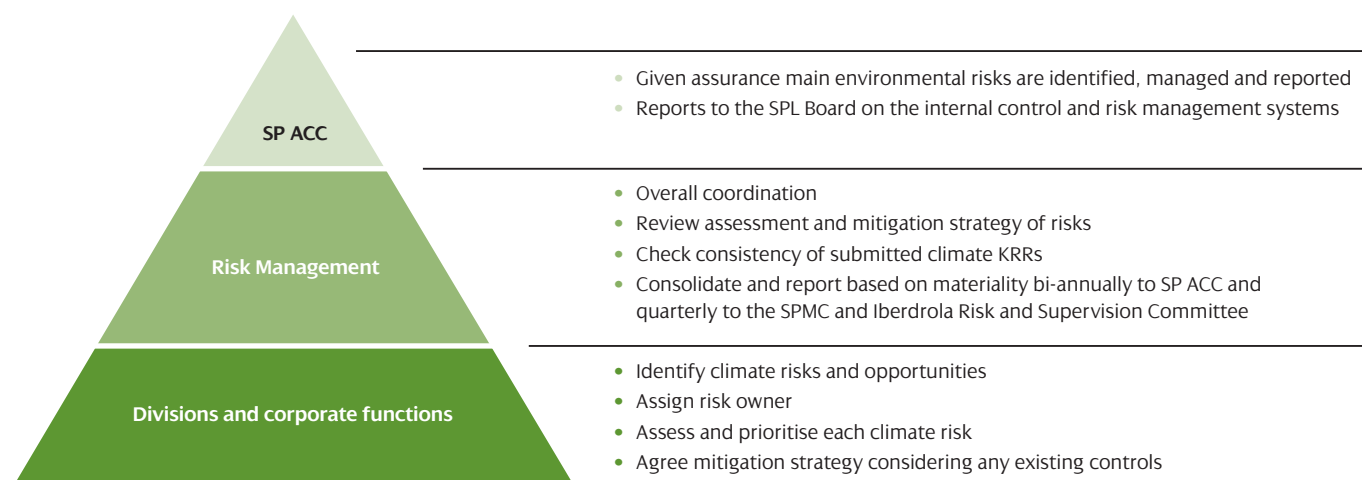 SP ACC
• Given assurance main environmental risks are identified, managed and reported
• Reports to the SPL Board on the internal control and risk management systems
Risk Management
• Overall coordination
• Review assessment and mitigation strategy of risks
• Check consistency of submitted climate KRRs
• Consolidate and report based on materiality bi-annually to SP ACC and
quarterly to the SPMC and Iberdrola Risk and Supervision Committee
Divisions and corporate functions
• Identify climate risks and opportunities
• Assign risk owner
• Assess and prioritise each climate risk
• Agree mitigation strategy considering any existing controls